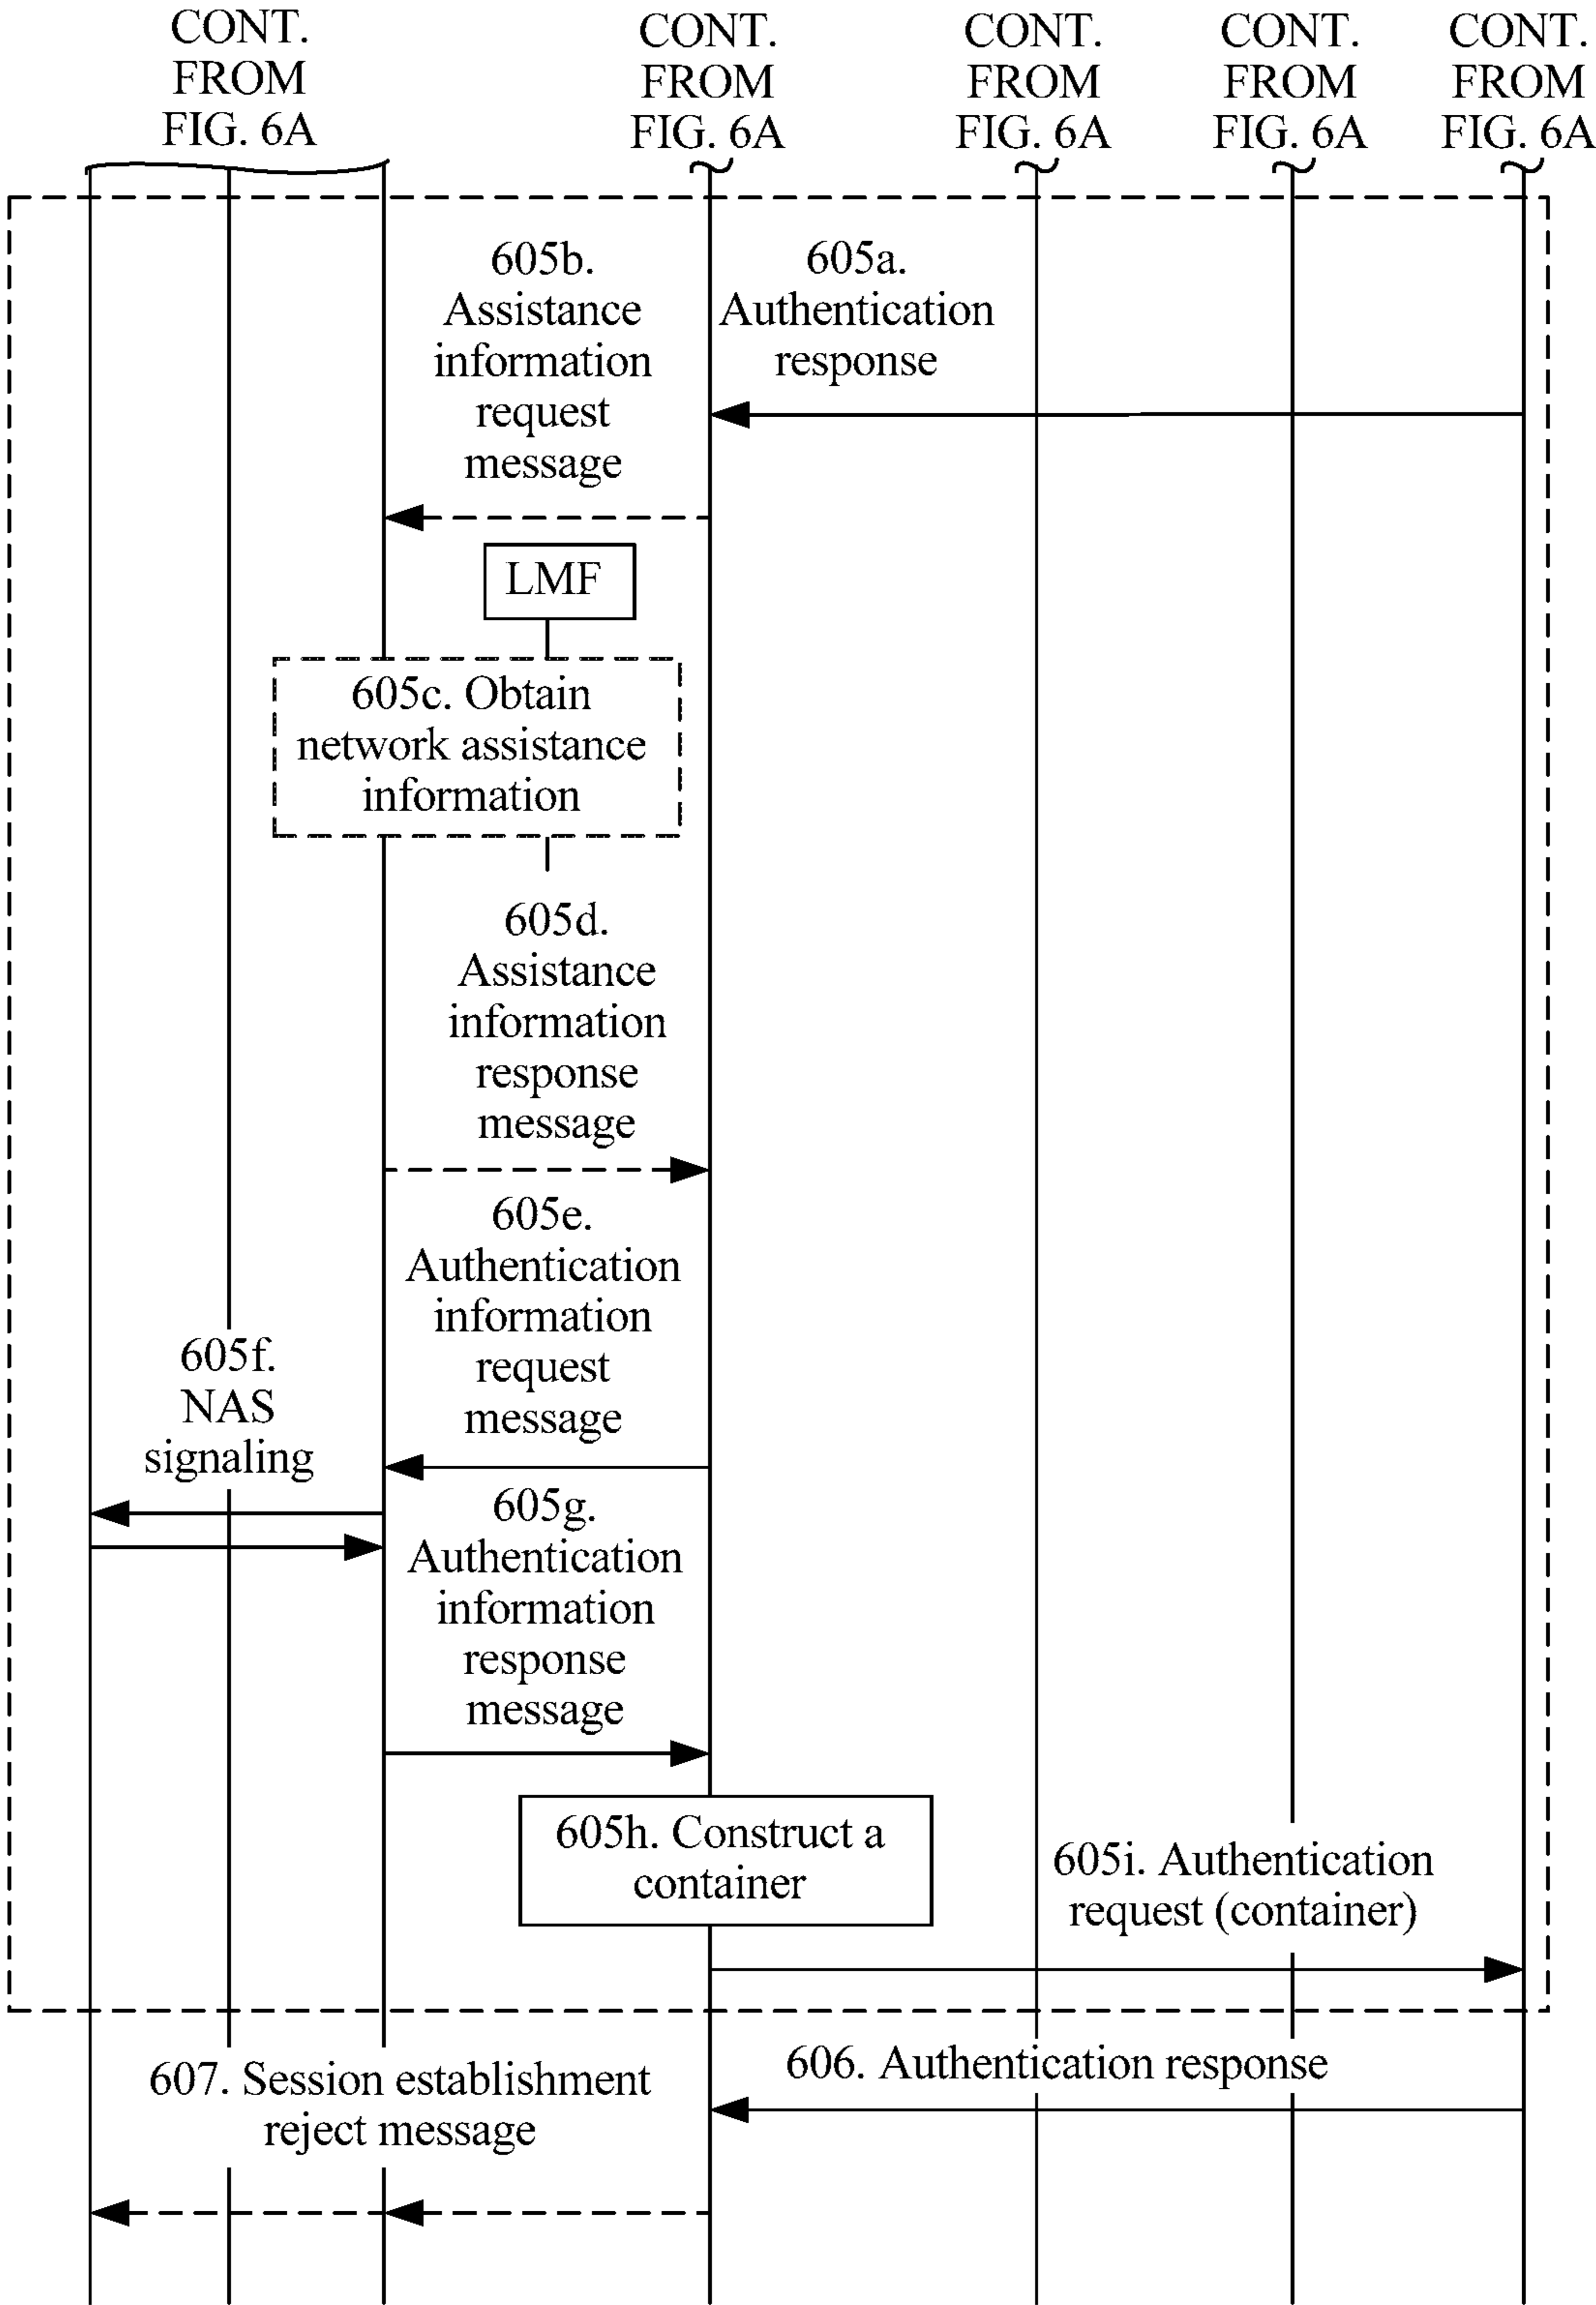 CONT.
FROM
FIG. 6A
CONT.
FROM
FIG. 6A
CONT.
FROM
FIG. 6A
CONT.
FROM
FIG. 6A
CONT.
FROM
FIG. 6A
605b.
Assistance
information
request
message
605a.
Authentication
response
LMF
605c. Obtain
network assistance
information
605d.
Assistance
information
response
message
605e.
Authentication
information
request
message
605f.
NAS
signaling
605g.
Authentication
information
response
message
605h. Construct a
container
605i. Authentication
request (container)
606. Authentication response
607. Session establishment
reject message